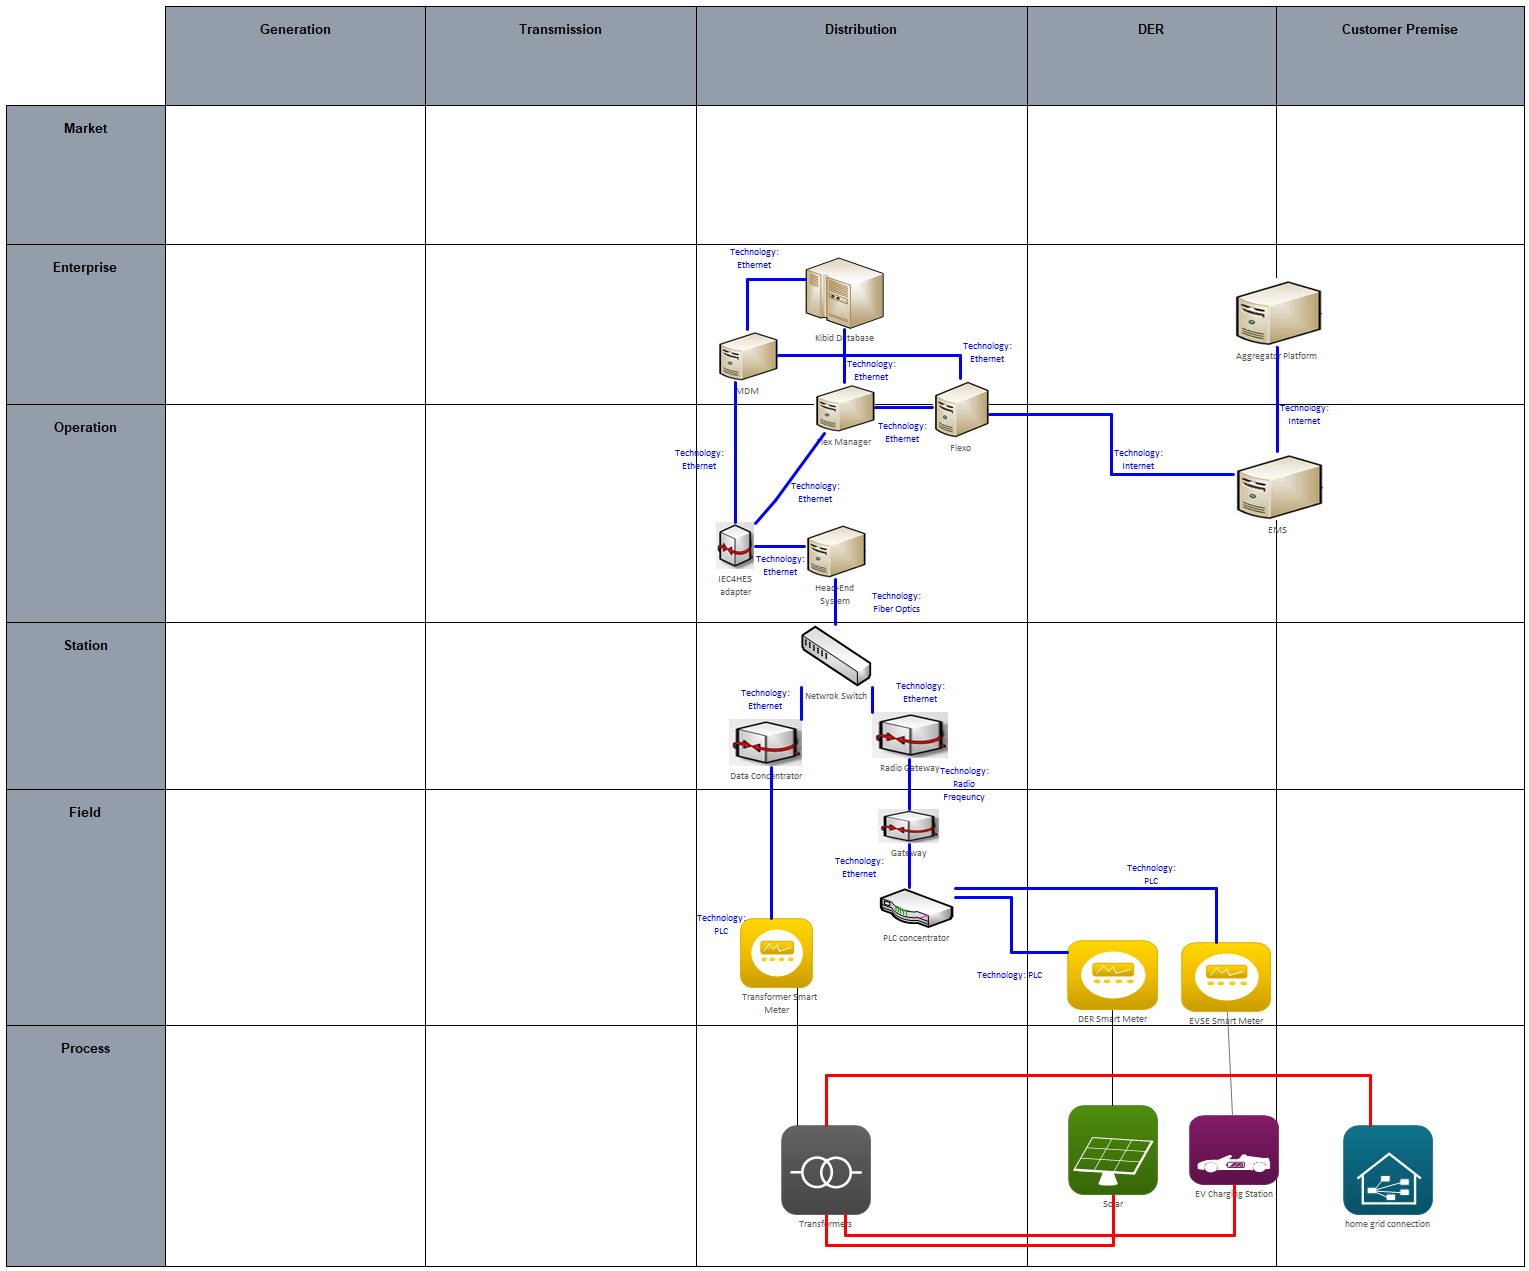 Generation
Transmission
Distribution
DER
Customer Premise
Market
Enterprise
Technology:
Ethernet
Kibid Database
Technology:
Ethernet
Technology:
Ethernet
MDM
Aggregator Platform
Operation
Technology:
Internet
Flex Manager
Technology:
Ethernet
Flexo
Technology:
Ethernet
Technology:
Internet
Technology:
Ethernet
EMS
IEC4HES
adapter
Technology:
Ethernet
Head-End
System
Technology:
Fiber Optics
Station
Netwrok Switch
Technology:
Ethernet
Technology:
Ethernet
Data Concentrator
Radio Gateway
Technology:
Radio
Freqeuncy
Field
Gateway
Technology:
Ethernet
Technology:
PLC
Technology:
PLC
PLC concentrator
Technology: PLC
Transformer Smart
Meter
DER Smart Meter
EVSE Smart Meter
Process
Transformers
Solar
EV Charging Station
home grid connection